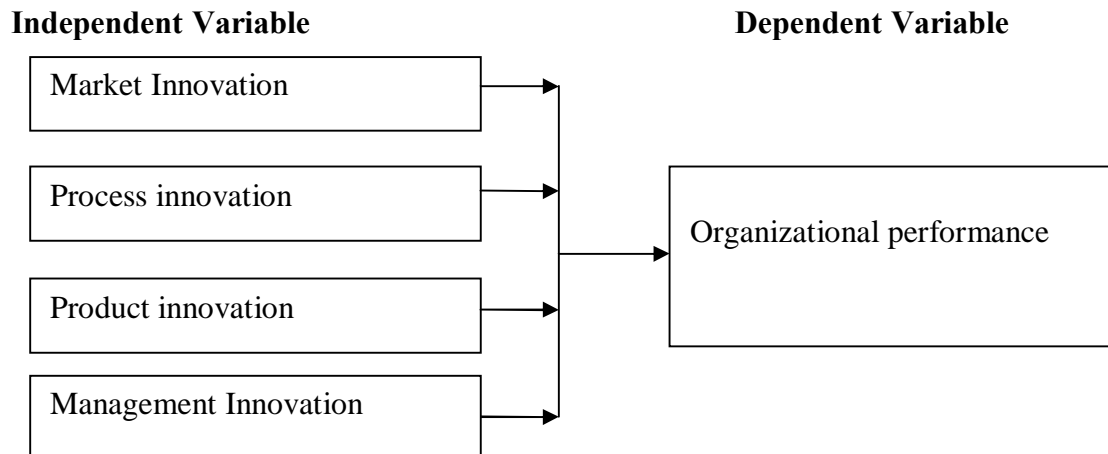 Independent Variable
Dependent Variable
Market Innovation
Process innovation
Product innovation
Management Innovation
Organizational performance